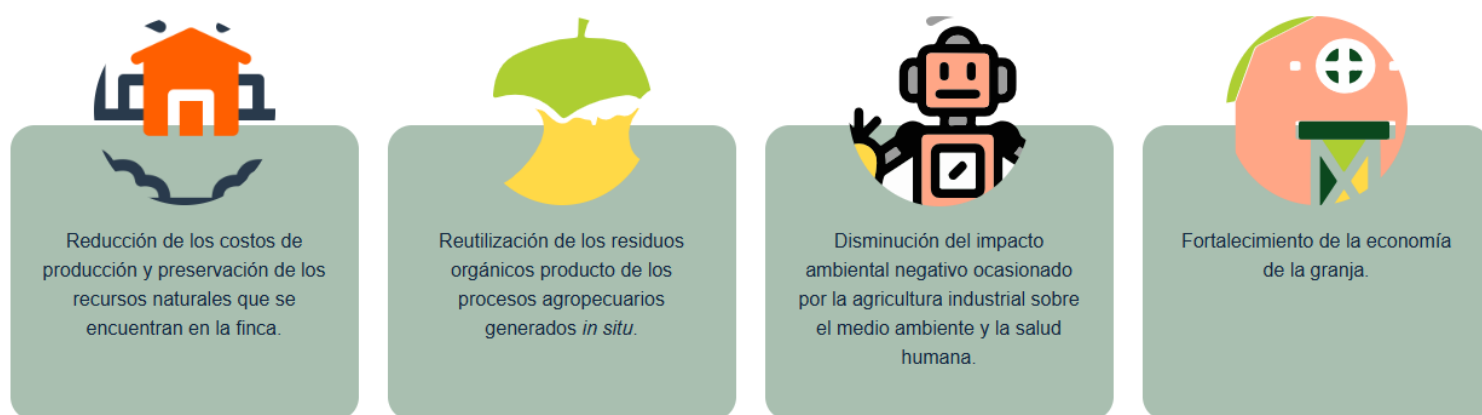 Reducción de los costos de
producción y preservación de los
recursos naturales que se
encuentran en la finca.
Reutilización de los residuos
orgánicos producto de los
procesos agropecuarios
generados in situ.
Disminución del impacto
ambiental negativo ocasionado
por la agricultura industrial sobre
el medio ambiente y la salud
humana.
Fortalecimiento de la economía
de la granja.